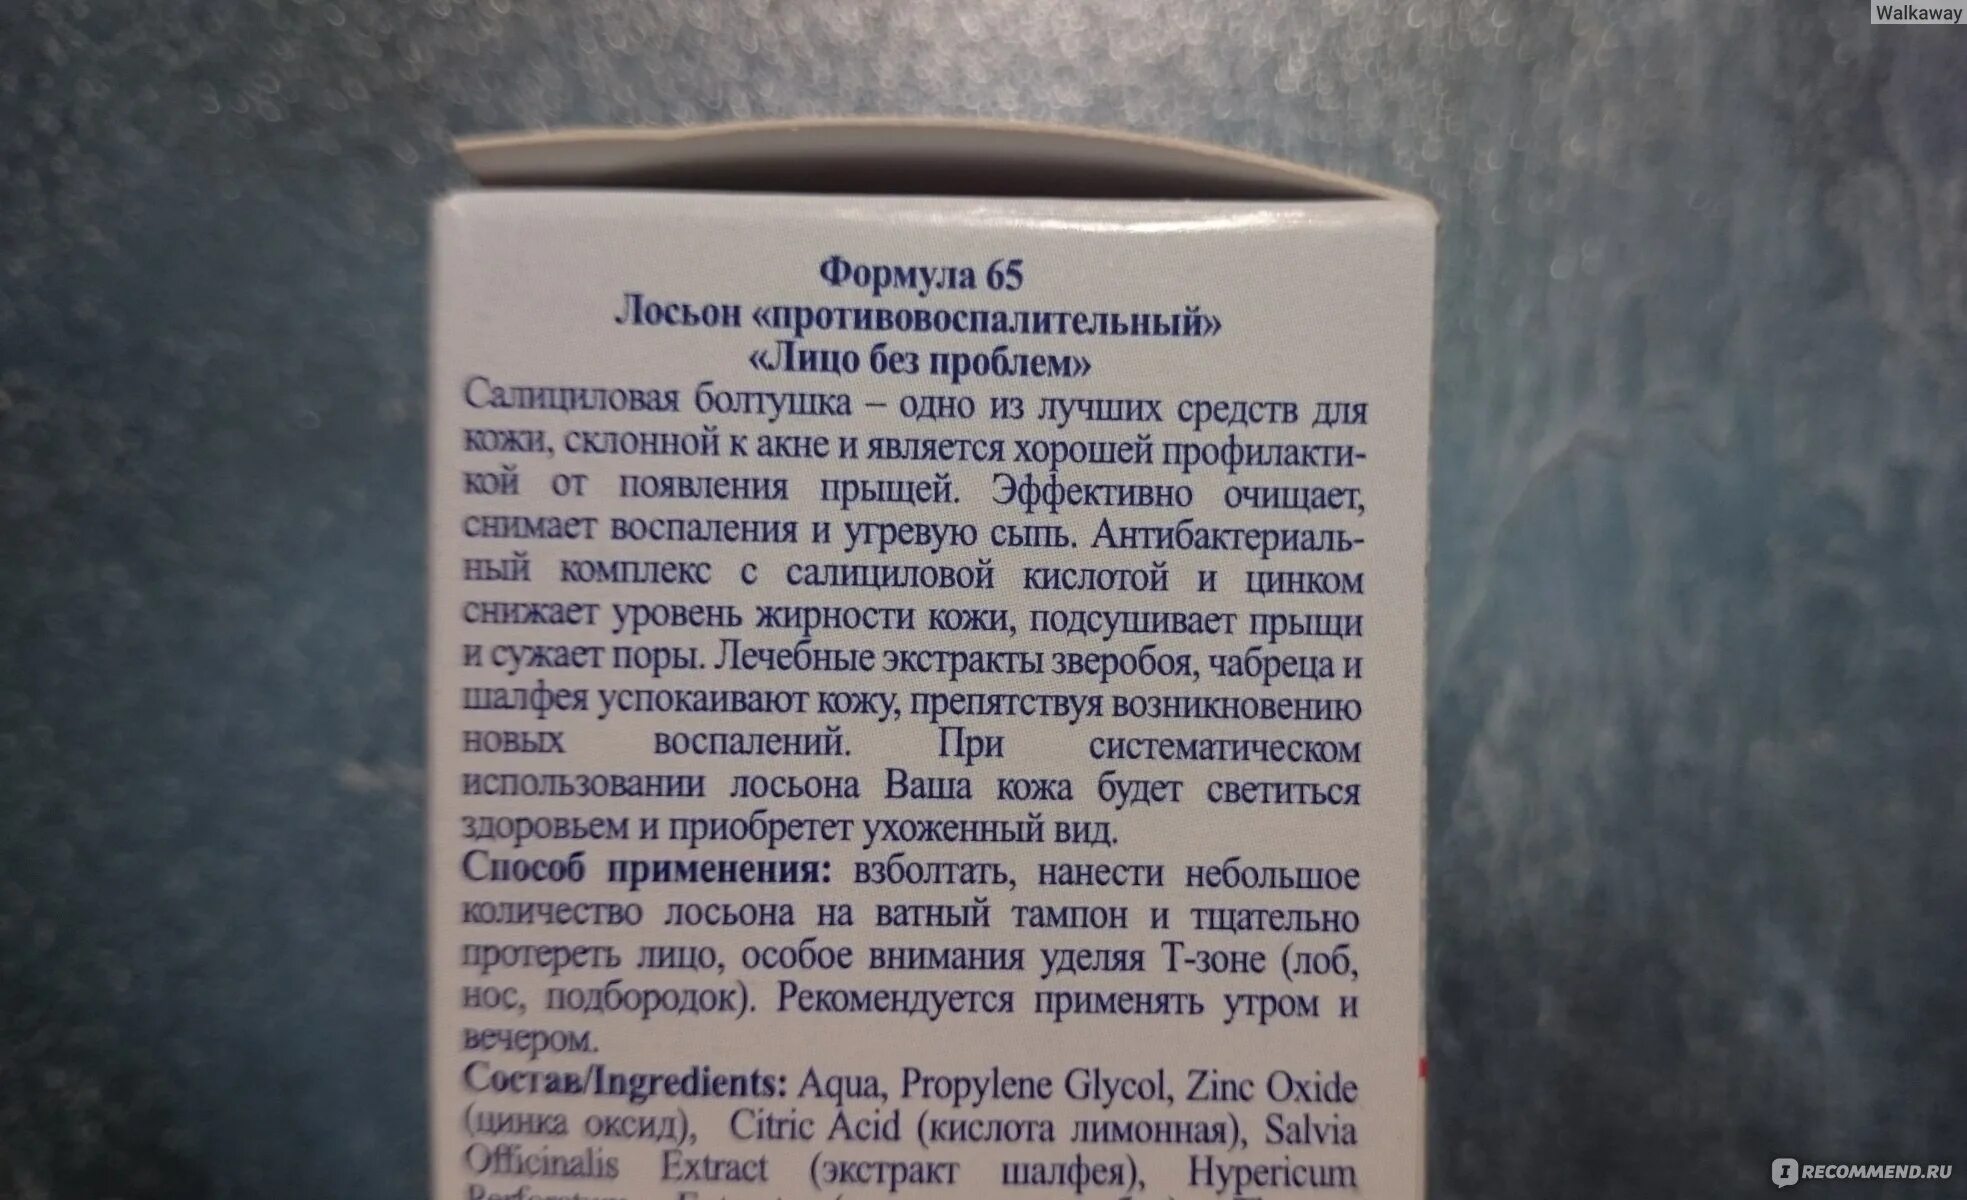 Walkaway
Формула 65
Лосьон «противовоспалительный»
«Лицо без проблем»
Салициловая болтушка – одно из лучших средств для
кожи, склонной к акне и является хорошей профилакти-
кой от появления прыщей. Эффективно очищает,
снимает воспаления и угревую сыпь. Антибактериаль-
ный комплекс с салициловой кислотой и цинком
снижает уровень жирности кожи, подсушивает прыщи
и сужает поры. Лечебные экстракты зверобоя, чабреца и
шалфея успокаивают кожу, препятствуя возникновению
новых воспалений. При систематическом
использовании лосьона Ваша кожа будет светиться
здоровьем и приобретет ухоженный вид.
Способ применения: взболтать, нанести небольшое
количество лосьона на ватный тампон и тщательно
протереть лицо, особое внимания уделяя Т-зоне (лоб,
нос, подбородок). Рекомендуется применять утром и
вечером.
Состав/Ingredients: Aqua, Propylene Glycol, Zinc Oxide
(цинка оксид), Citric Acid (кислота лимонная), Salvia
Officinalis Extract (экстракт шалфея), Hypericum
I RECOMMEND.RU